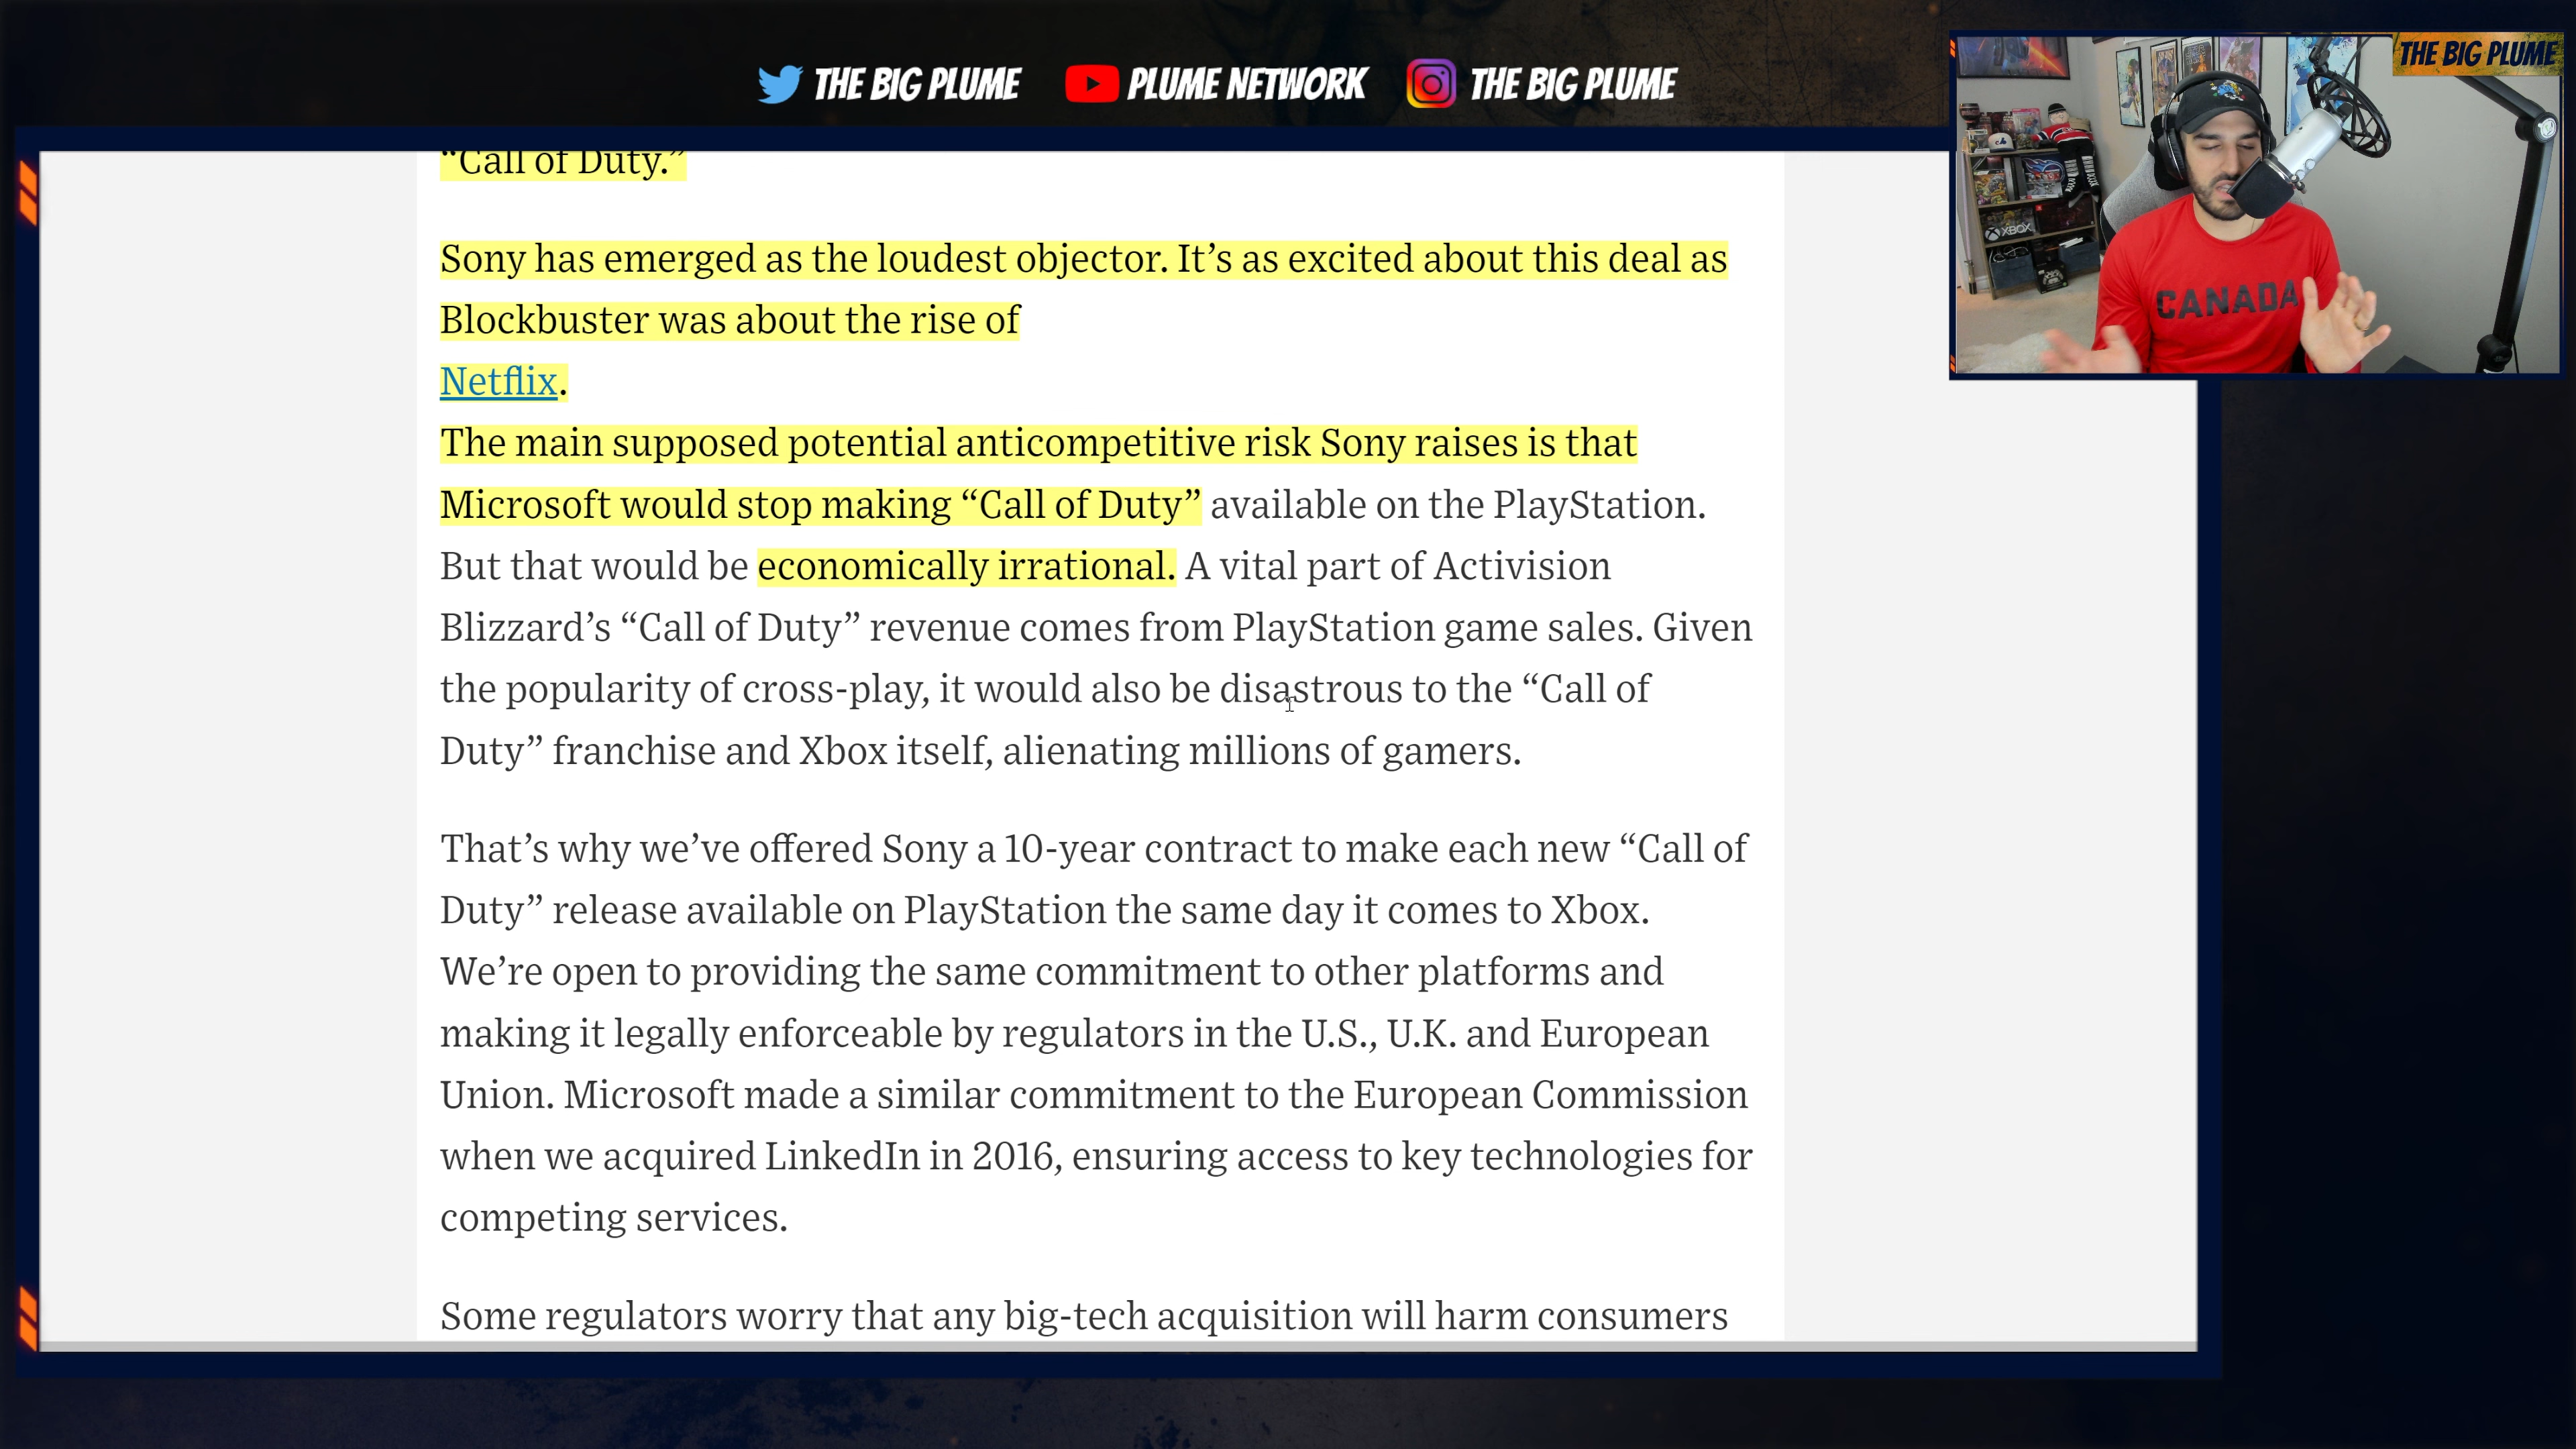 THE BIG PLUME
PLUME NETWORK
THE BIG PLUME
THE BIG PLUME
XBOX
CANADA
“Call of Duty.”
Sony has emerged as the loudest objector. It’s as excited about this deal as
Blockbuster was about the rise of
Netflix.
The main supposed potential anticompetitive risk Sony raises is that
Microsoft would stop making “Call of Duty” available on the PlayStation.
But that would be economically irrational. A vital part of Activision
Blizzard’s “Call of Duty” revenue comes from PlayStation game sales. Given
the popularity of cross-play, it would also be disastrous to the “Call of
Duty” franchise and Xbox itself, alienating millions of gamers.
That’s why we’ve offered Sony a 10-year contract to make each new “Call of
Duty” release available on PlayStation the same day it comes to Xbox.
We’re open to providing the same commitment to other platforms and
making it legally enforceable by regulators in the U.S., U.K. and European
Union. Microsoft made a similar commitment to the European Commission
when we acquired LinkedIn in 2016, ensuring access to key technologies for
competing services.
Some regulators worry that any big-tech acquisition will harm consumers